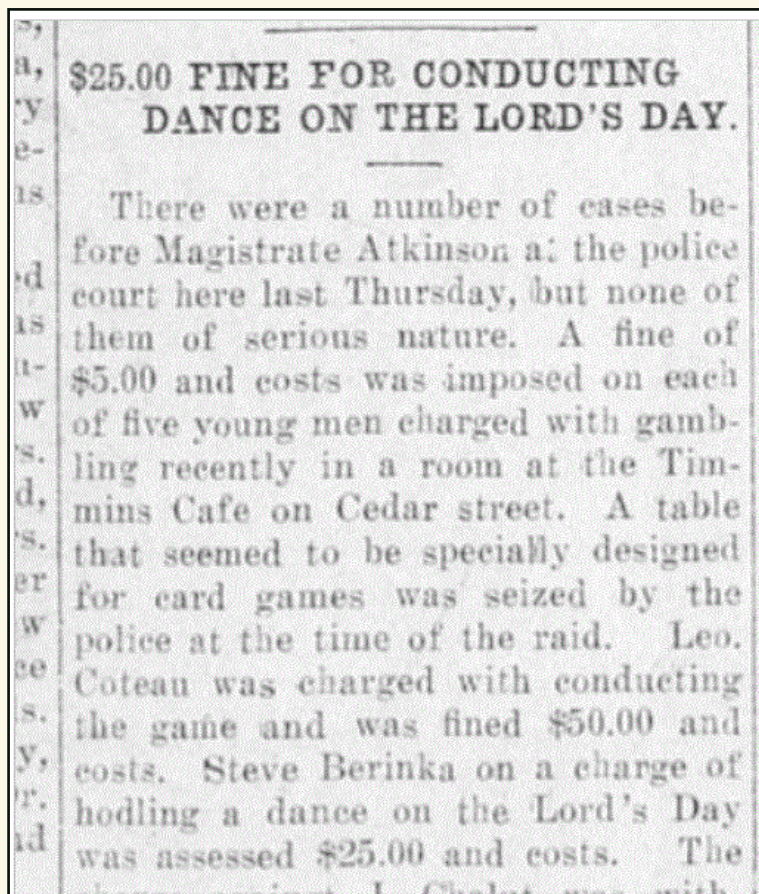 $25.00 FINE FOR CONDUCTING
DANCE ON THE LORD'S DAY.
There were a number of cases be-
fore Magistrate Atkinson at the police
court here last Thursday, but none of
them of serious nature. A fine of
$5.00 and costs was imposed on each
of five young men charged with gamb-
ling recently in a room at the Tim-
mins Cafe on Cedar street. A table
that seemed to be specially designed
for card games was seized by the
police at the time of the raid. Leo.
Coteau was charged with conducting
the game and was fined $50.00 and
costs. Steve Berinka on a charge of
hodling a dance on the Lord's Day
was assessed $25.00 and costs. The